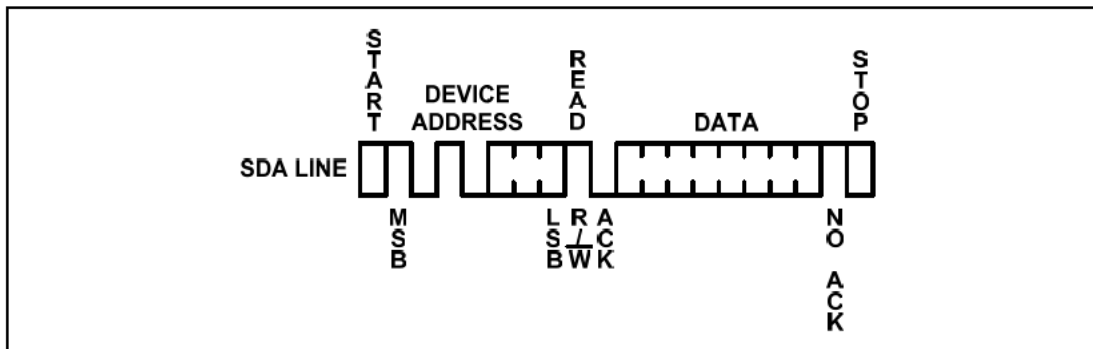 START
READ
STOP
DEVICE
ADDRESS
DATA
SDA LINE
MSB
LSB
R/W
ACK
NO ACK